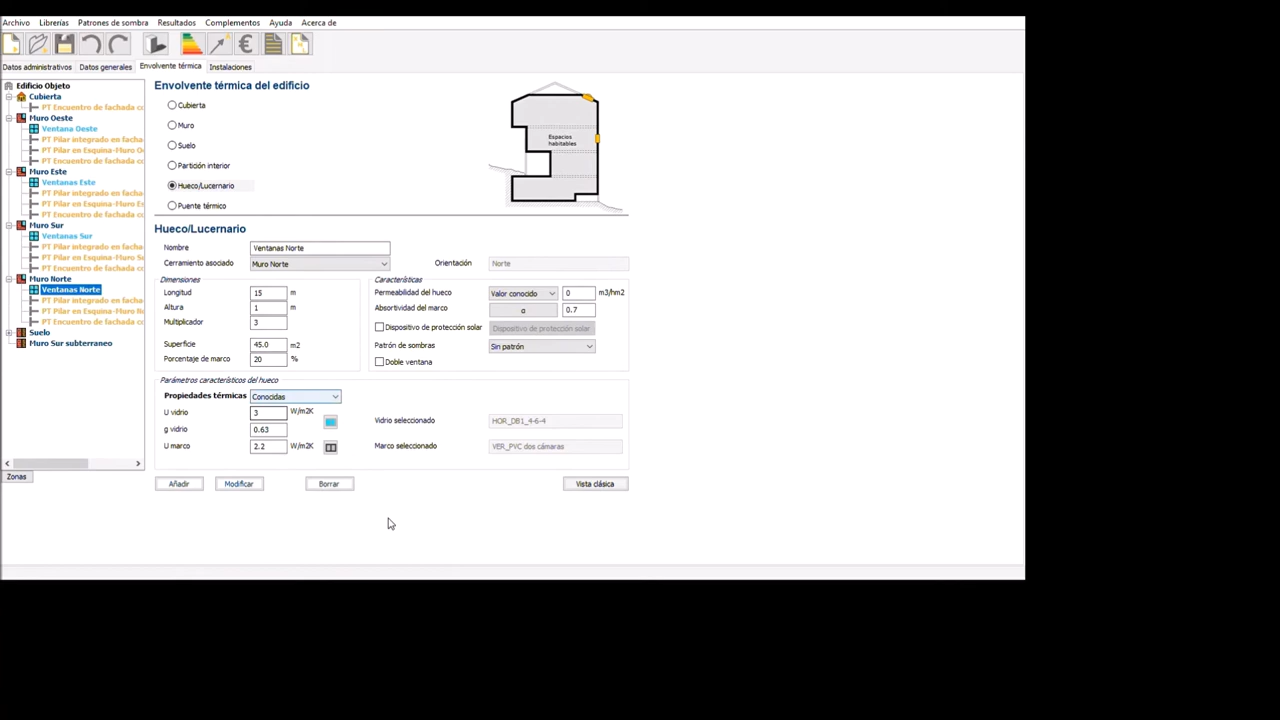 Archivo Librerías Patrones de sombra Resultados Complementos Ayuda Acerca de
Datos administrativos Datos generales Envolvente térmica Instalaciones
Edificio Objeto
Cubierta
PT Encuentro de fachada cc
Muro Oeste
Ventana Oeste
PT Pilar integrado en facha
PT Pilar en Esquina-Muro O
PT Encuentro de fachada cc
Muro Este
Ventanas Este
PT Pilar integrado en facha
PT Pilar en Esquina-Muro Es
PT Encuentro de fachada cc
Muro Sur
Ventanas Sur
PT Pilar integrado en facha
PT Pilar en Esquina-Muro Se
PT Encuentro de fachada cc
Muro Norte
Ventanas Norte
PT Pilar integrado en facha
PT Pilar en Esquina-Muro N
PT Encuentro de fachada cc
Suelo
Muro Sur subterraneo
Zonas
Envolvente térmica del edificio
Cubierta
Muro
Suelo
Partición interior
Hueco/Lucernario
Puente térmico
Espacios
habitables
Hueco/Lucernario
Nombre Ventanas Norte
Cerramiento asociado Muro Norte Orientación Norte
Dimensiones
Longitud 15 m
Altura 1 m
Multiplicador 3
Superficie 45.0 m2
Porcentaje de marco 20 %
Características
Permeabilidad del hueco Valor conocido 0 m3/hm2
Absortividad del marco α 0.7
Dispositivo de protección solar Dispositivo de protección solar
Patrón de sombras Sin patrón
Doble ventana
Parámetros característicos del hueco
Propiedades térmicas Conocidas
U vidrio 3 W/m2K Vidrio seleccionado HOR_DB1_4-6-4
g vidrio 0.63
U marco 2.2 W/m2K Marco seleccionado VER_PVC dos cámaras
Añadir Modificar Borrar Vista clásica